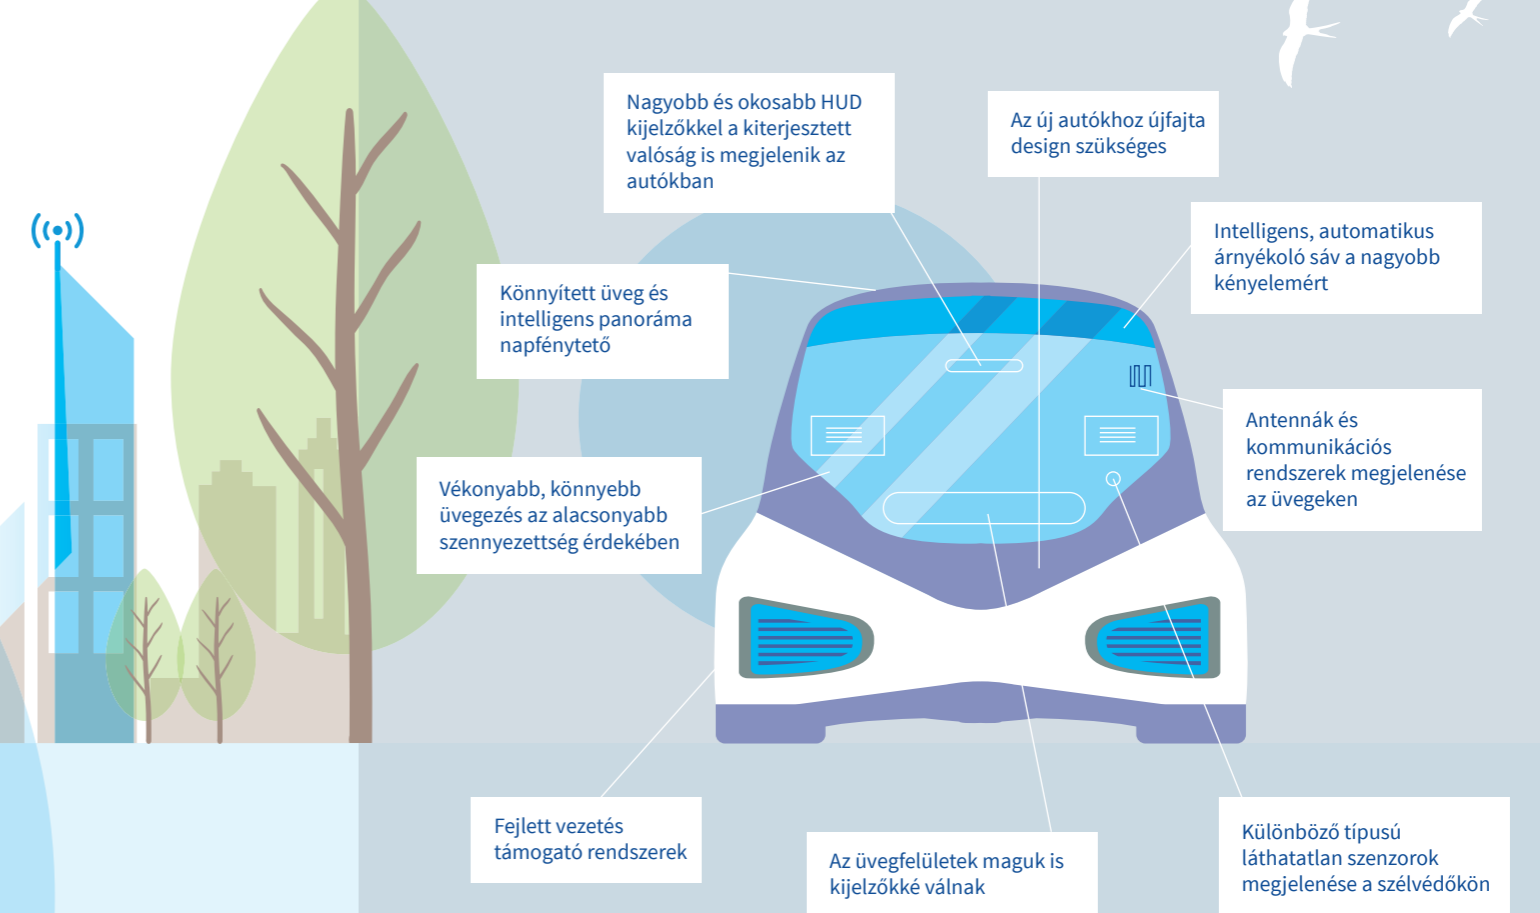 Nagyobb és okosabb HUD
kijelzőkkel a kiterjesztett
valóság is megjelenik az
autókban
Az új autókhoz újfajta
design szükséges
Intelligens, automatikus
árnyékoló sáv a nagyobb
kényelemért
Könnyített üveg és
intelligens panoráma
napfénytető
Antennák és
kommunikációs
rendszerek megjelenése
az üvegeken
Vékonyabb, könnyebb
üvegezés az alacsonyabb
szennyezettség érdekében
Fejlett vezetés
támogató rendszerek
Az üvegfelületek maguk is
kijelzőkké válnak
Különböző típusú
láthatatlan szenzorok
megjelenése a szélvédőkön